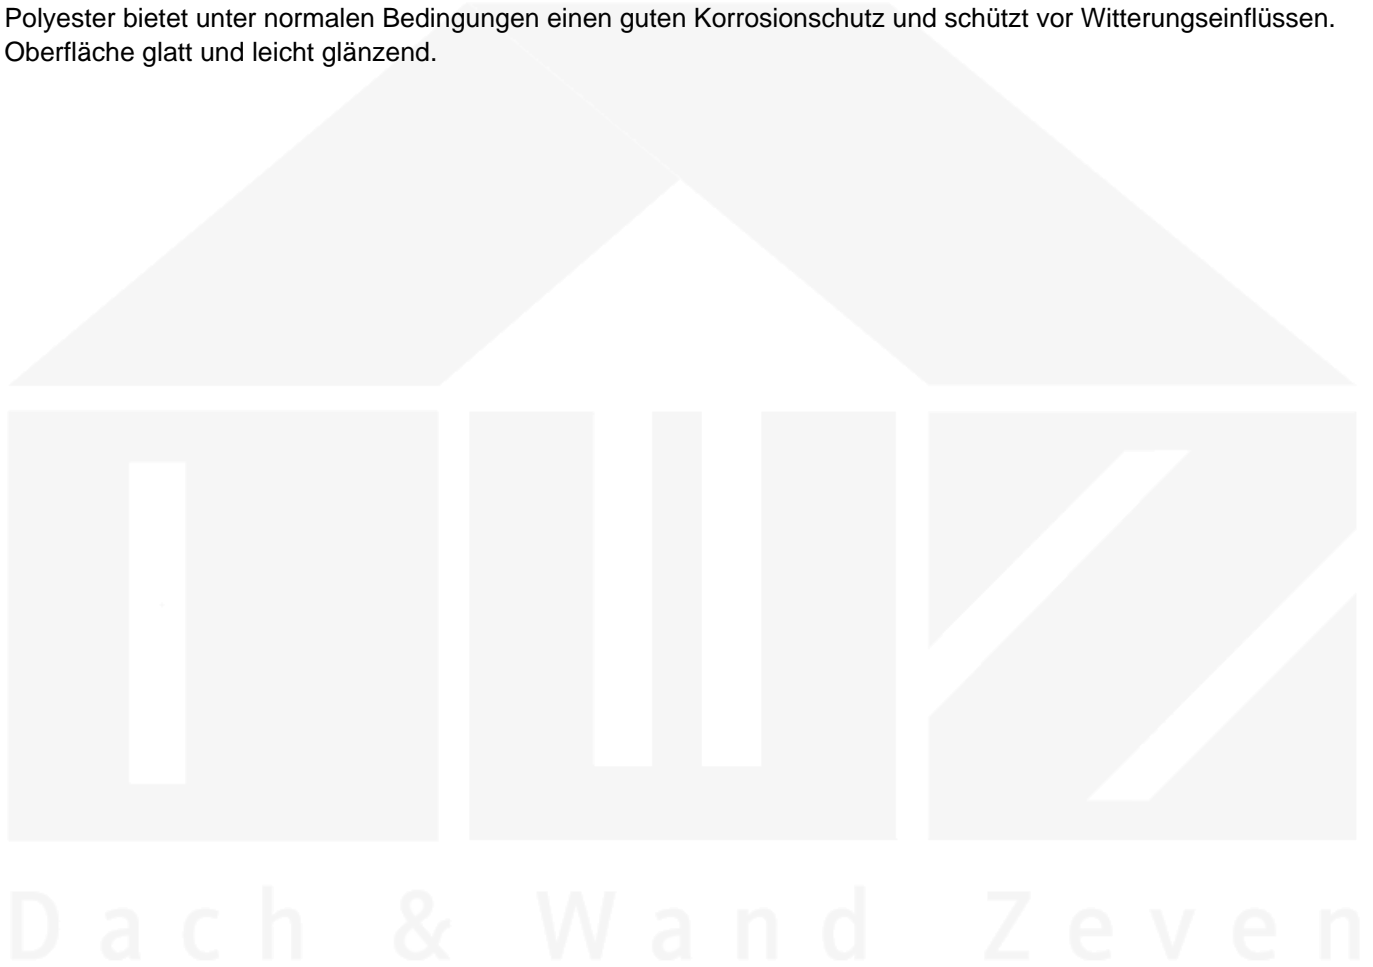 Polyester bietet unter normalen Bedingungen einen guten Korrosionschutz und schützt vor Witterungseinflüssen.
Oberfläche glatt und leicht glänzend.
Dach & Wand Zeven